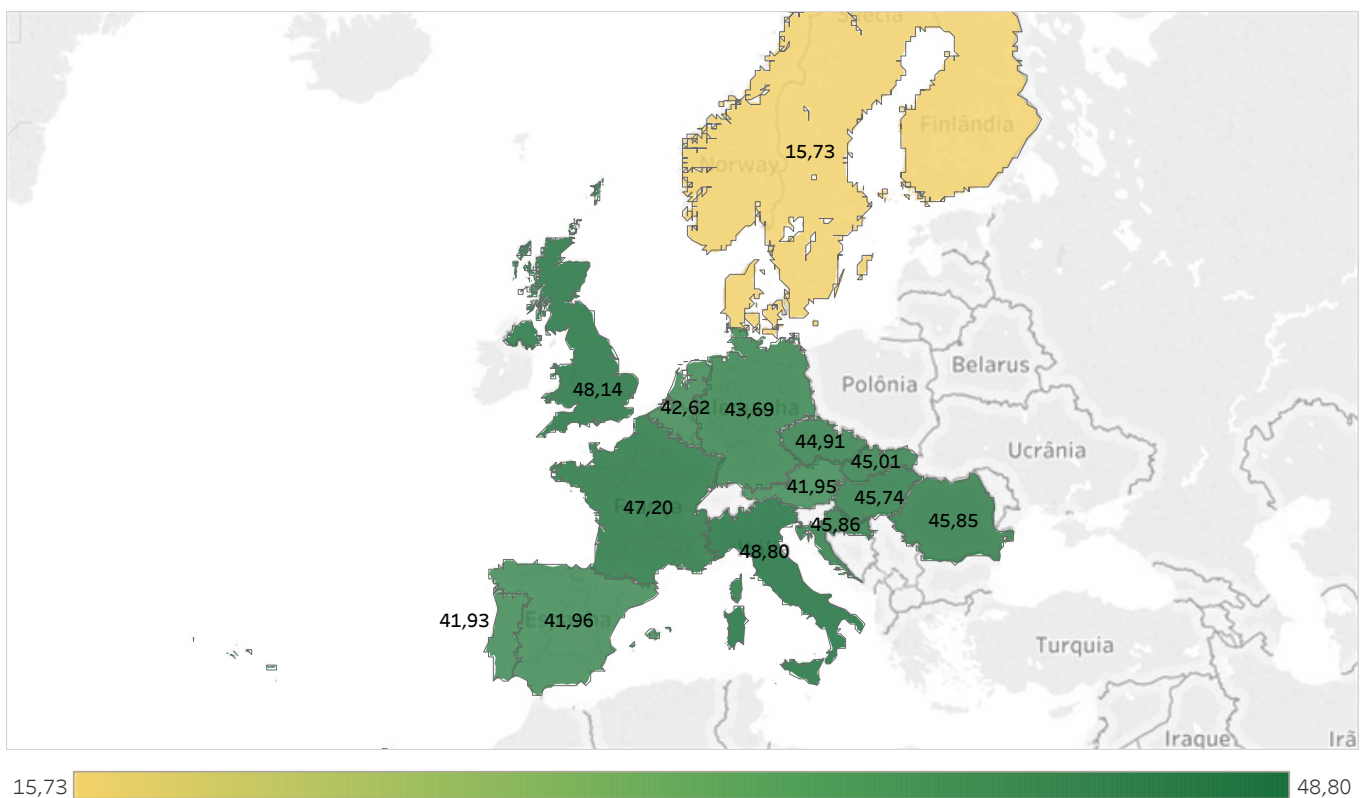 Suécia
Finlândia
15,73
Norway
48,14
Belarus
Polônia
42,62
43,69
44,91
Ucrânia
45,01
41,95
45,74
47,20
45,86
45,85
48,80
41,93
41,96
Turquia
Iraque
Irã
15,73
48,80